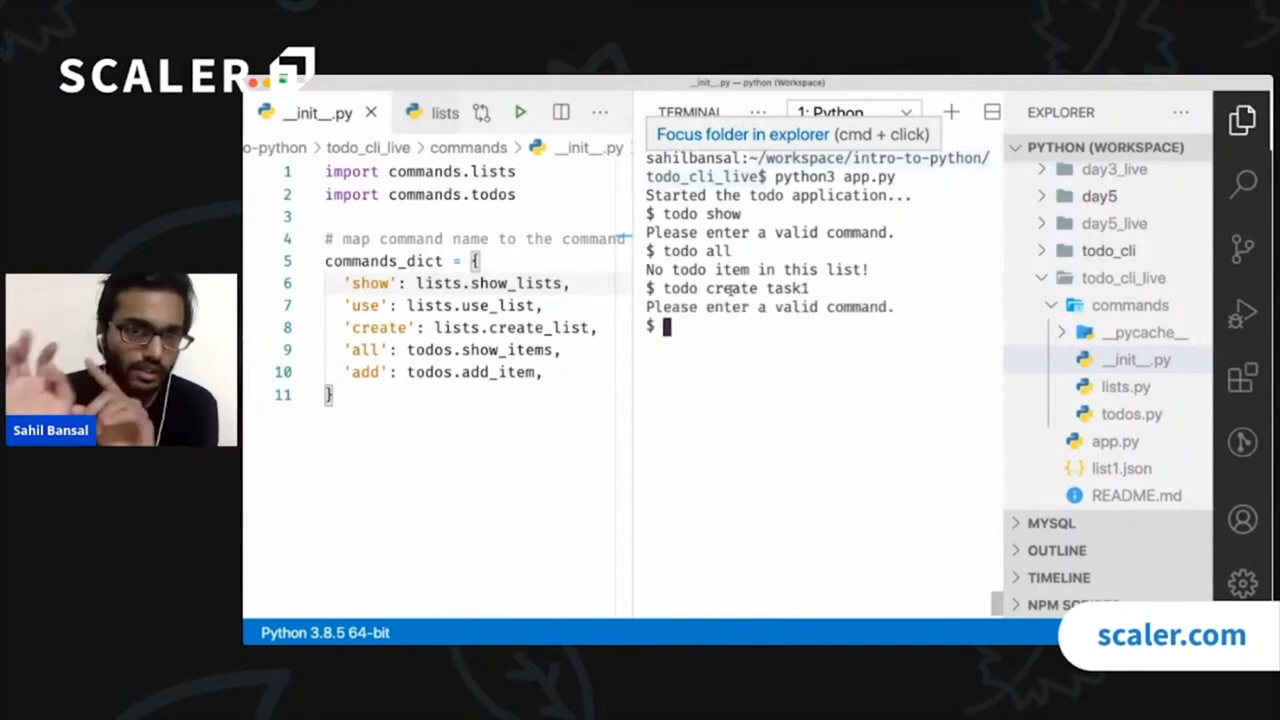 SCALER
__init__.py — python (Workspace)
__init__.py
lists
o-python > todo_cli_live > commands > __init__.py
1 import commands.lists
2 import commands.todos
3
4 # map command name to the command
5 commands_dict = {
6 'show': lists.show_lists,
7 'use': lists.use_list,
8 'create': lists.create_list,
9 'all': todos.show_items,
10 'add': todos.add_item,
11 }
TERMINAL ... 1: Python
Focus folder in explorer (cmd + click)
sahilbansal:~/workspace/intro-to-python/
todo_cli_live$ python3 app.py
Started the todo application...
$ todo show
Please enter a valid command.
$ todo all
No todo item in this list!
$ todo create task1
Please enter a valid command.
$
EXPLORER
PYTHON (WORKSPACE)
day3_live
day5
day5_live
todo_cli
todo_cli_live
commands
__pycache__
__init__.py
lists.py
todos.py
app.py
list1.json
README.md
MYSQL
OUTLINE
TIMELINE
NPM
Sahil Bansal
Python 3.8.5 64-bit
scaler.com